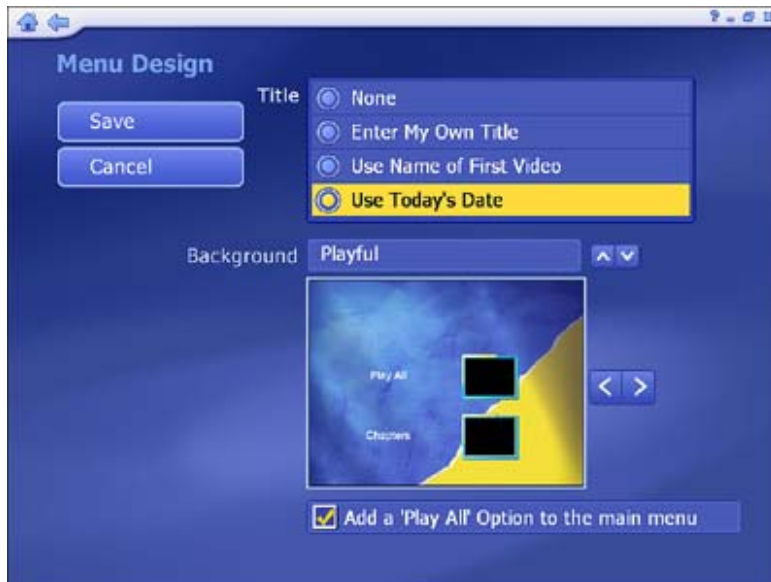 ?
Menu Design
Title
None
Save
Enter My Own Title
Cancel
Use Name of First Video
Use Today's Date
Background
Playful
Play All
Chapters
Add a 'Play All' Option to the main menu